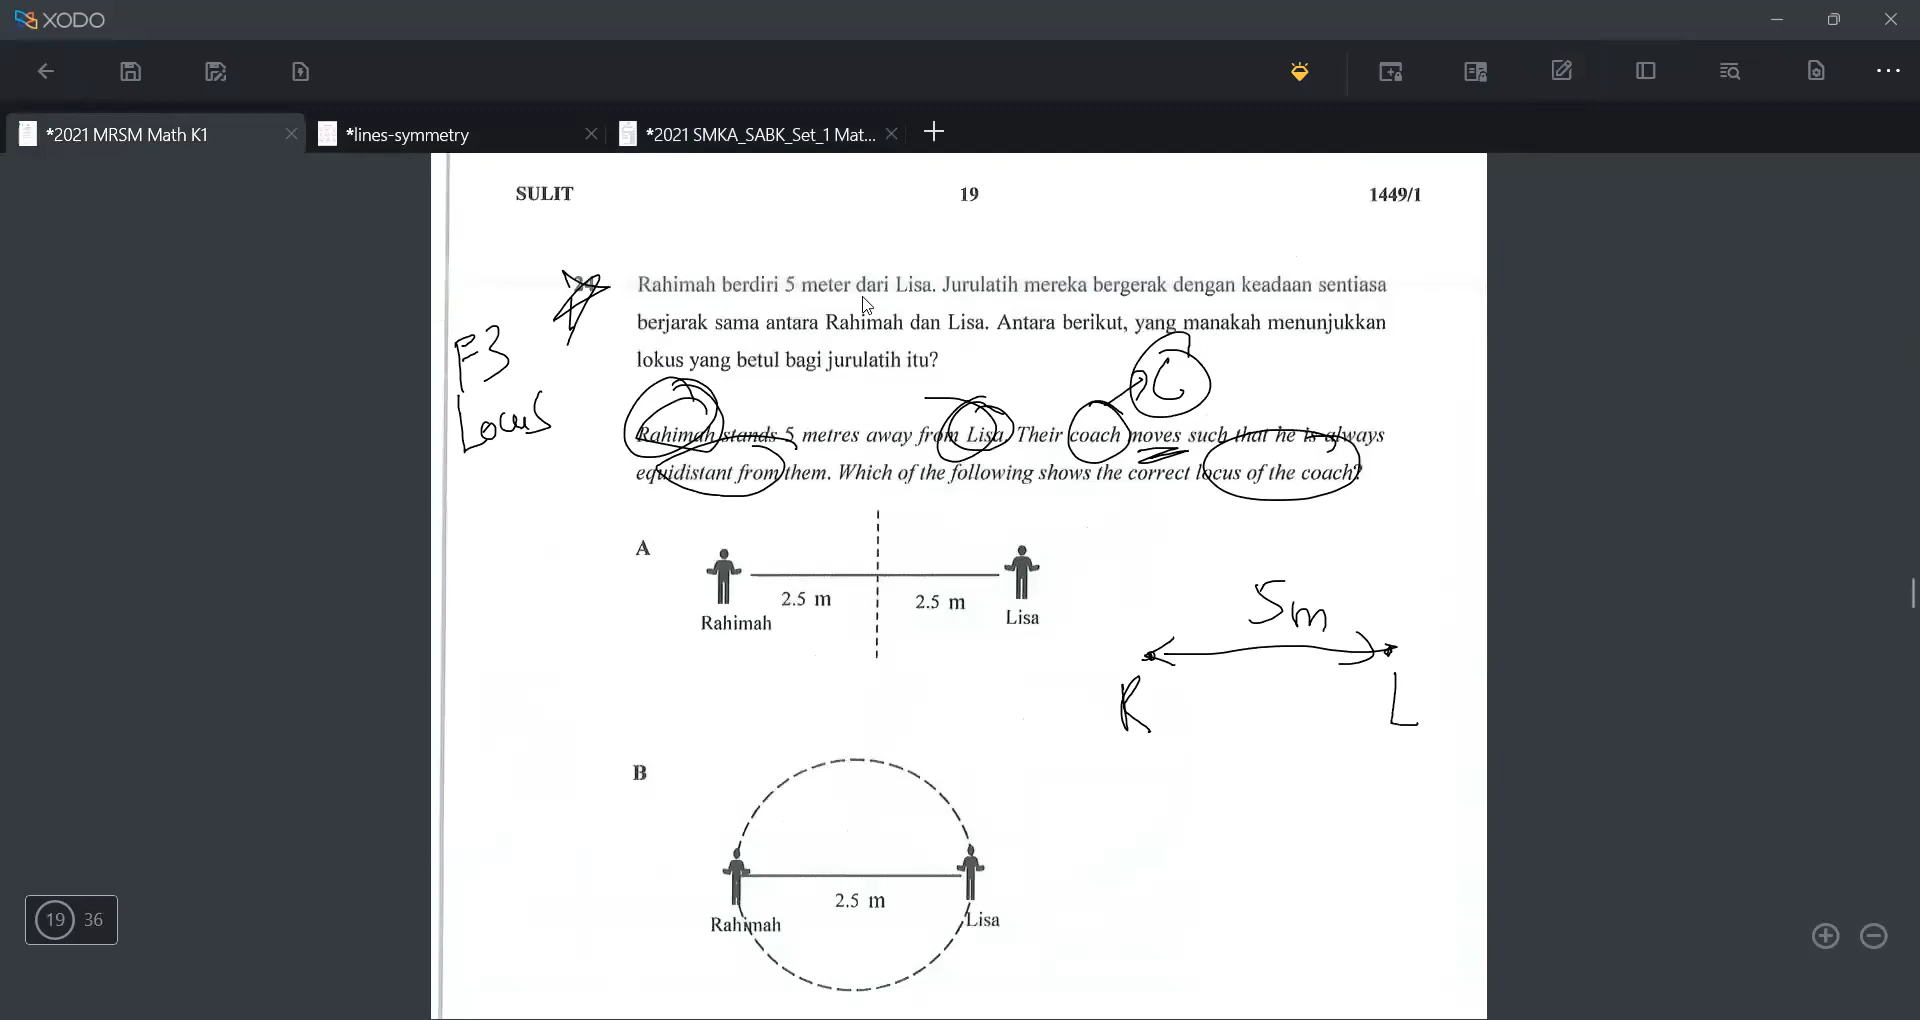 XODO
*2021 MRSM Math K1
*lines-symmetry
*2021 SMKA_SABK_Set_1 Mat...
SULIT
19
1449/1
Rahimah berdiri 5 meter dari Lisa. Jurulatih mereka bergerak dengan keadaan sentiasa
berjarak sama antara Rahimah dan Lisa. Antara berikut, yang manakah menunjukkan
lokus yang betul bagi jurulatih itu?
F3
Locus
C
Rahimah stands 5 metres away from Lisa. Their coach moves such that he is always
equidistant from them. Which of the following shows the correct locus of the coach?
A
2.5 m
2.5 m
Rahimah
Lisa
5m
R
L
B
2.5 m
Rahimah
Lisa
19
36